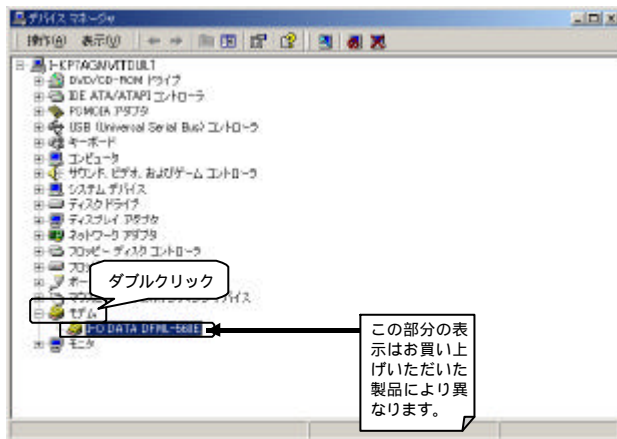 デバイス マネージャ
操作(A) 表示(V)
I-KPTAGNVITDULT
DVD/CD-ROM ドライブ
IDE ATA/ATAPI コントローラ
PCMCIA アダプタ
USB (Universal Serial Bus) コントローラ
キーボード
コンピュータ
サウンド、ビデオ、およびゲーム コントローラ
システム デバイス
ディスク ドライブ
ディスプレイ アダプタ
ネットワーク アダプタ
フロッピー ディスク コントローラ
ダブルクリック
モデム
I-O DATA DFML-560E
モニタ
この部分の表
示はお買い上
げいただいた
製品により異
なります。